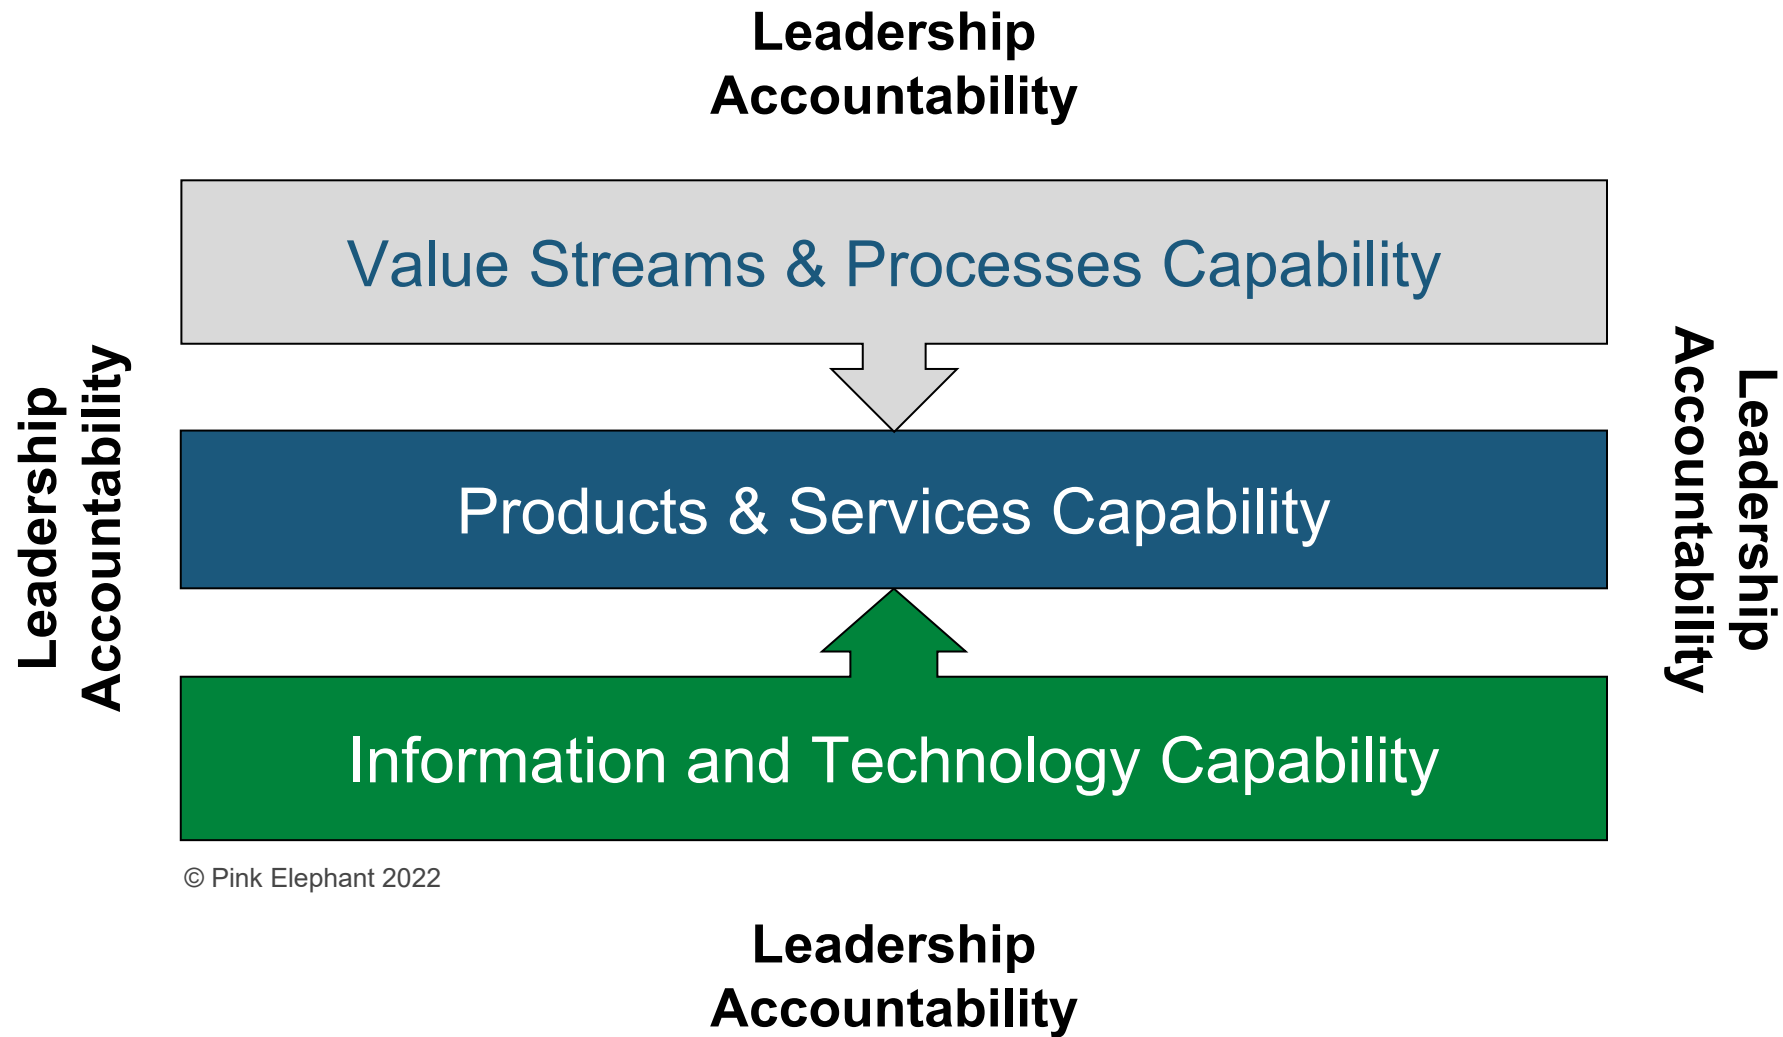 Leadership
Accountability
Value Streams & Processes Capability
Leadership
Accountability
Leadership
Accountability
Products & Services Capability
Information and Technology Capability
© Pink Elephant 2022
Leadership
Accountability